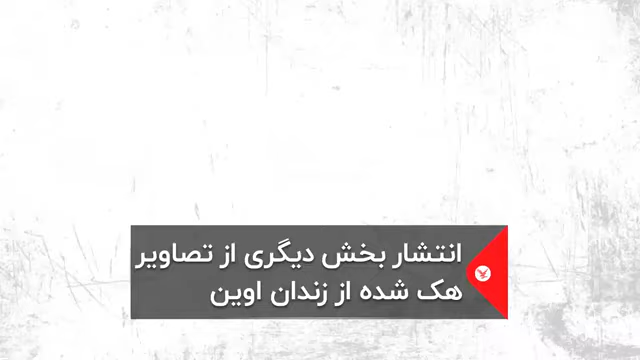 انتشار بخش دیگری از تصاویر
هک شده از زندان اوین